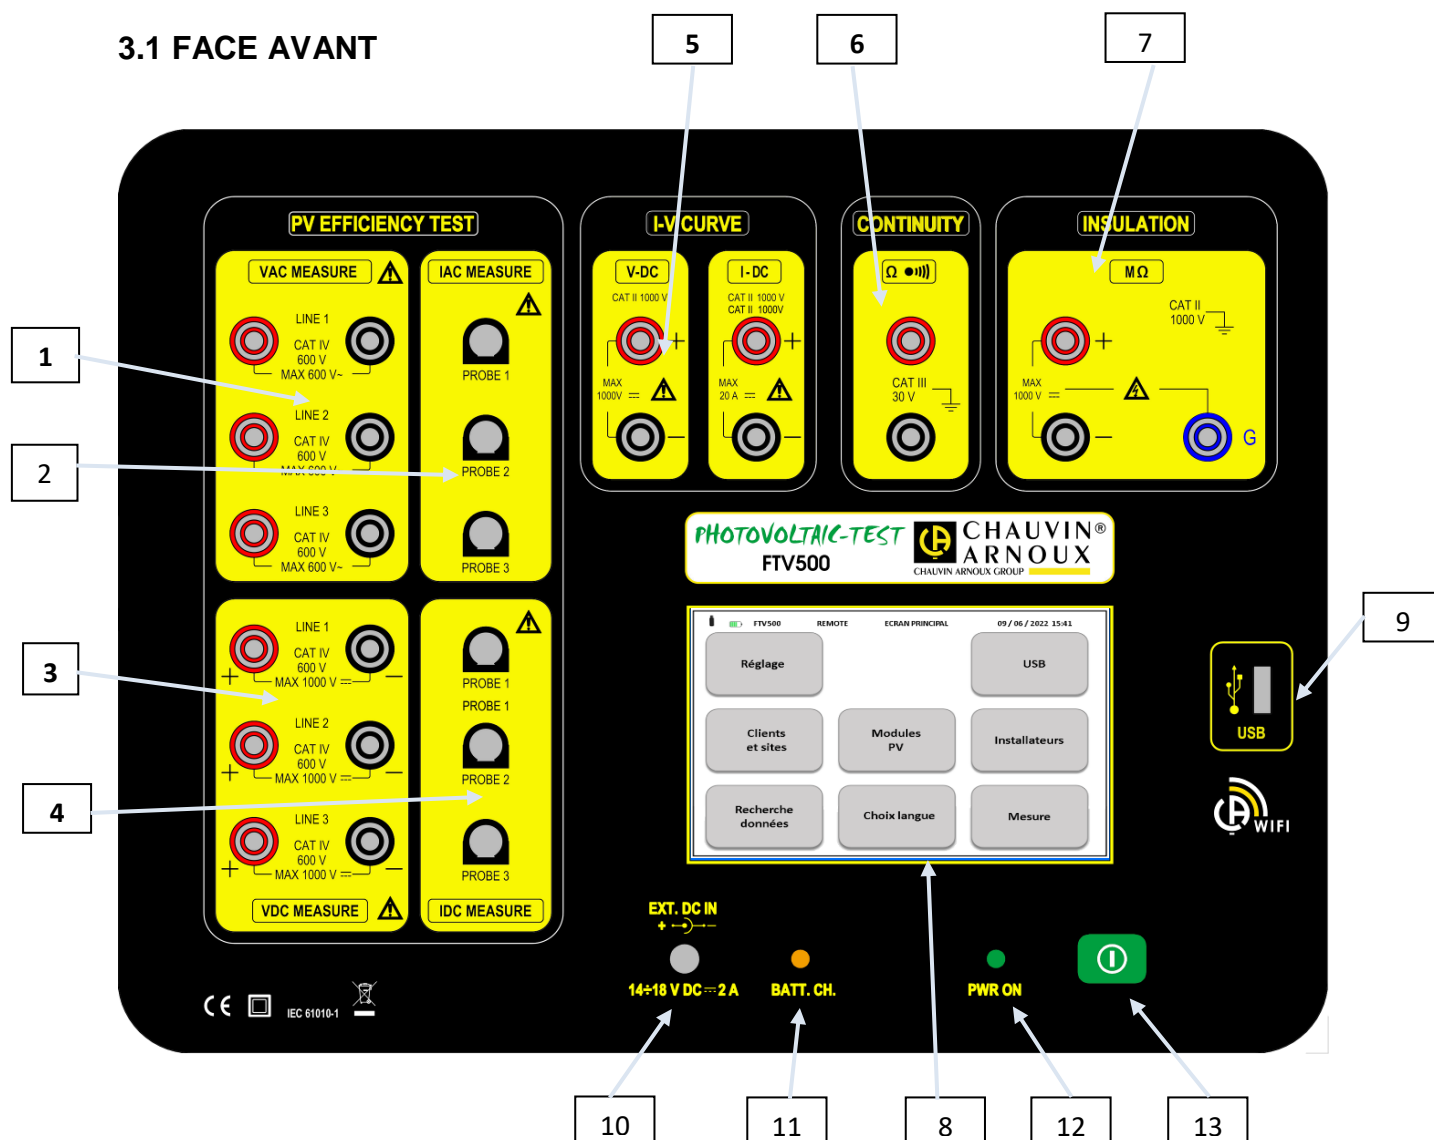 3.1 FACE AVANT
5
6
7
PV EFFICIENCY TEST
I-V CURVE
CONTINUITY
INSULATION
VAC MEASURE
IAC MEASURE
V-DC
I - DC
Ω
MΩ
CAT II 1000 V
CAT II 1000 V
CAT II 1000V
CAT II
1000 V
1
LINE 1
CAT IV
600 V
MAX 600 V~
PROBE 1
+
+
+
MAX
1000V
MAX
20 A
CAT III
30 V
MAX
1000 V
2
LINE 2
CAT IV
600 V
MAX 600 V~
PROBE 2
−
−
−
G
LINE 3
CAT IV
600 V
MAX 600 V~
PROBE 3
PHOTOVOLTAIC-TEST
FTV500
CA
CHAUVIN®
ARNOUX
CHAUVIN ARNOUX GROUP
3
LINE 1
CAT IV
600 V
+ MAX 1000 V ⎓ −
PROBE 1
PROBE 1
LINE 2
CAT IV
600 V
+ MAX 1000 V ⎓ −
PROBE 2
4
LINE 3
CAT IV
600 V
+ MAX 1000 V ⎓ −
PROBE 3
VDC MEASURE
IDC MEASURE
FTV500 REMOTE ECRAN PRINCIPAL 09 / 06 / 2022 15:41
Réglage
USB
Clients
et sites
Modules
PV
Installateurs
Recherche
données
Choix langue
Mesure
9
USB
CA
WIFI
EXT. DC IN
+ −
14÷18 V DC ⎓ 2 A
BATT. CH.
PWR ON
CE
IEC 61010-1
10
11
8
12
13